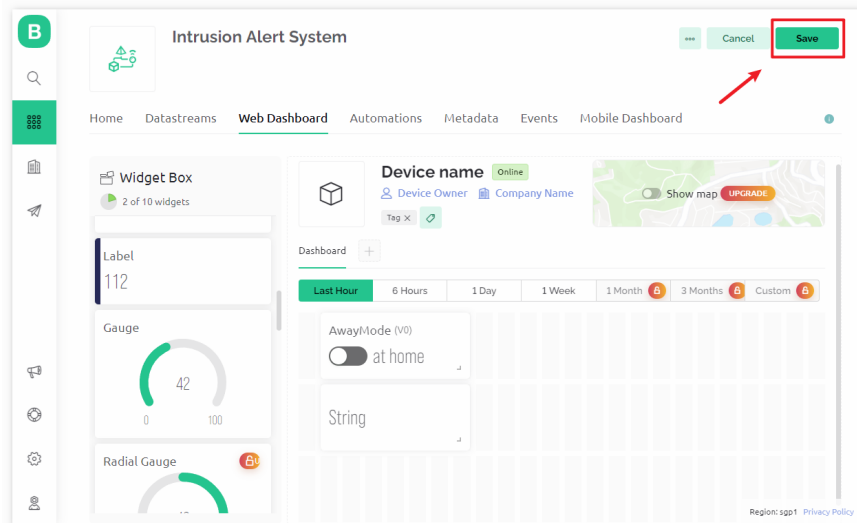 B
Intrusion Alert System
Cancel
Save
Home Datastreams Web Dashboard Automations Metadata Events Mobile Dashboard
Widget Box
2 of 10 widgets
Label
112
Gauge
42
0 100
Radial Gauge
Device name Online
Device Owner Company Name
Tag ×
Show map UPGRADE
Dashboard +
Last Hour 6 Hours 1 Day 1 Week 1 Month 3 Months Custom
AwayMode (V0)
at home
String
Region: sgp1 Privacy Policy